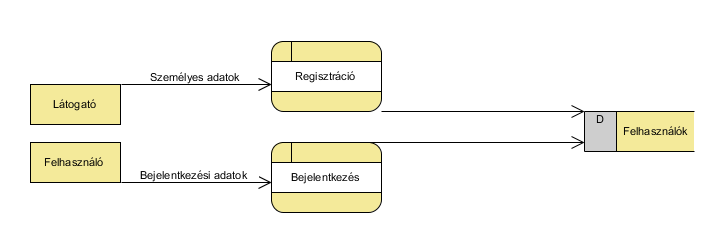 Személyes adatok
Regisztráció
Látogató
D
Felhasználók
Felhasználó
Bejelentkezési adatok
Bejelentkezés